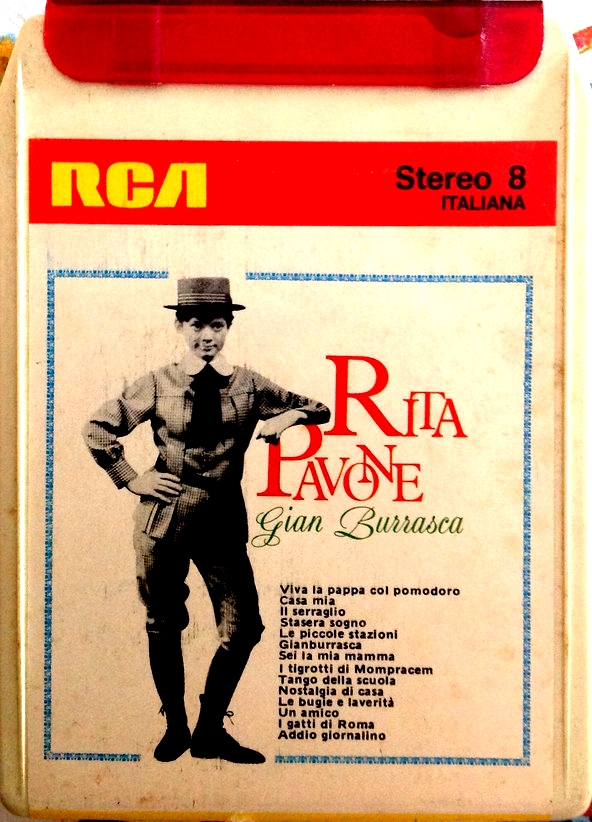 RCA
Stereo 8
ITALIANA
RITA
PAVONE
Gian Burrasca
Viva la pappa col pomodoro
Casa mia
Il serraglio
Stasera sogno
Le piccole stazioni
Gianburrasca
Sei la mia mamma
I tigrotti di Mompracem
Tango della scuola
Nostalgia di casa
Le bugie e laverità
Un amico
I gatti di Roma
Addio giornalino